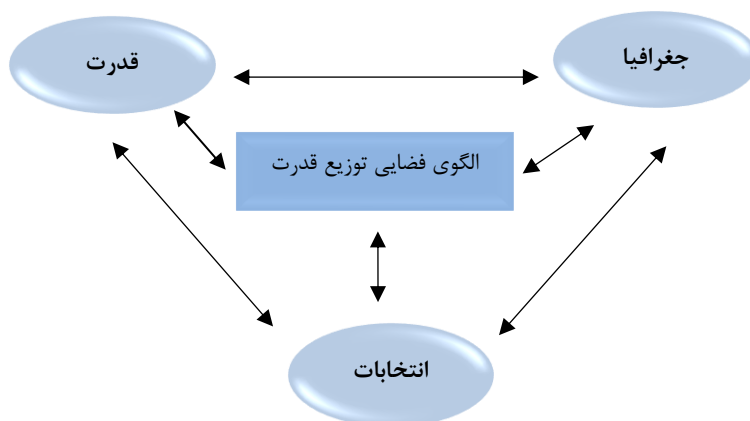 جغرافیا
قدرت
الگوی فضایی توزیع قدرت
انتخابات